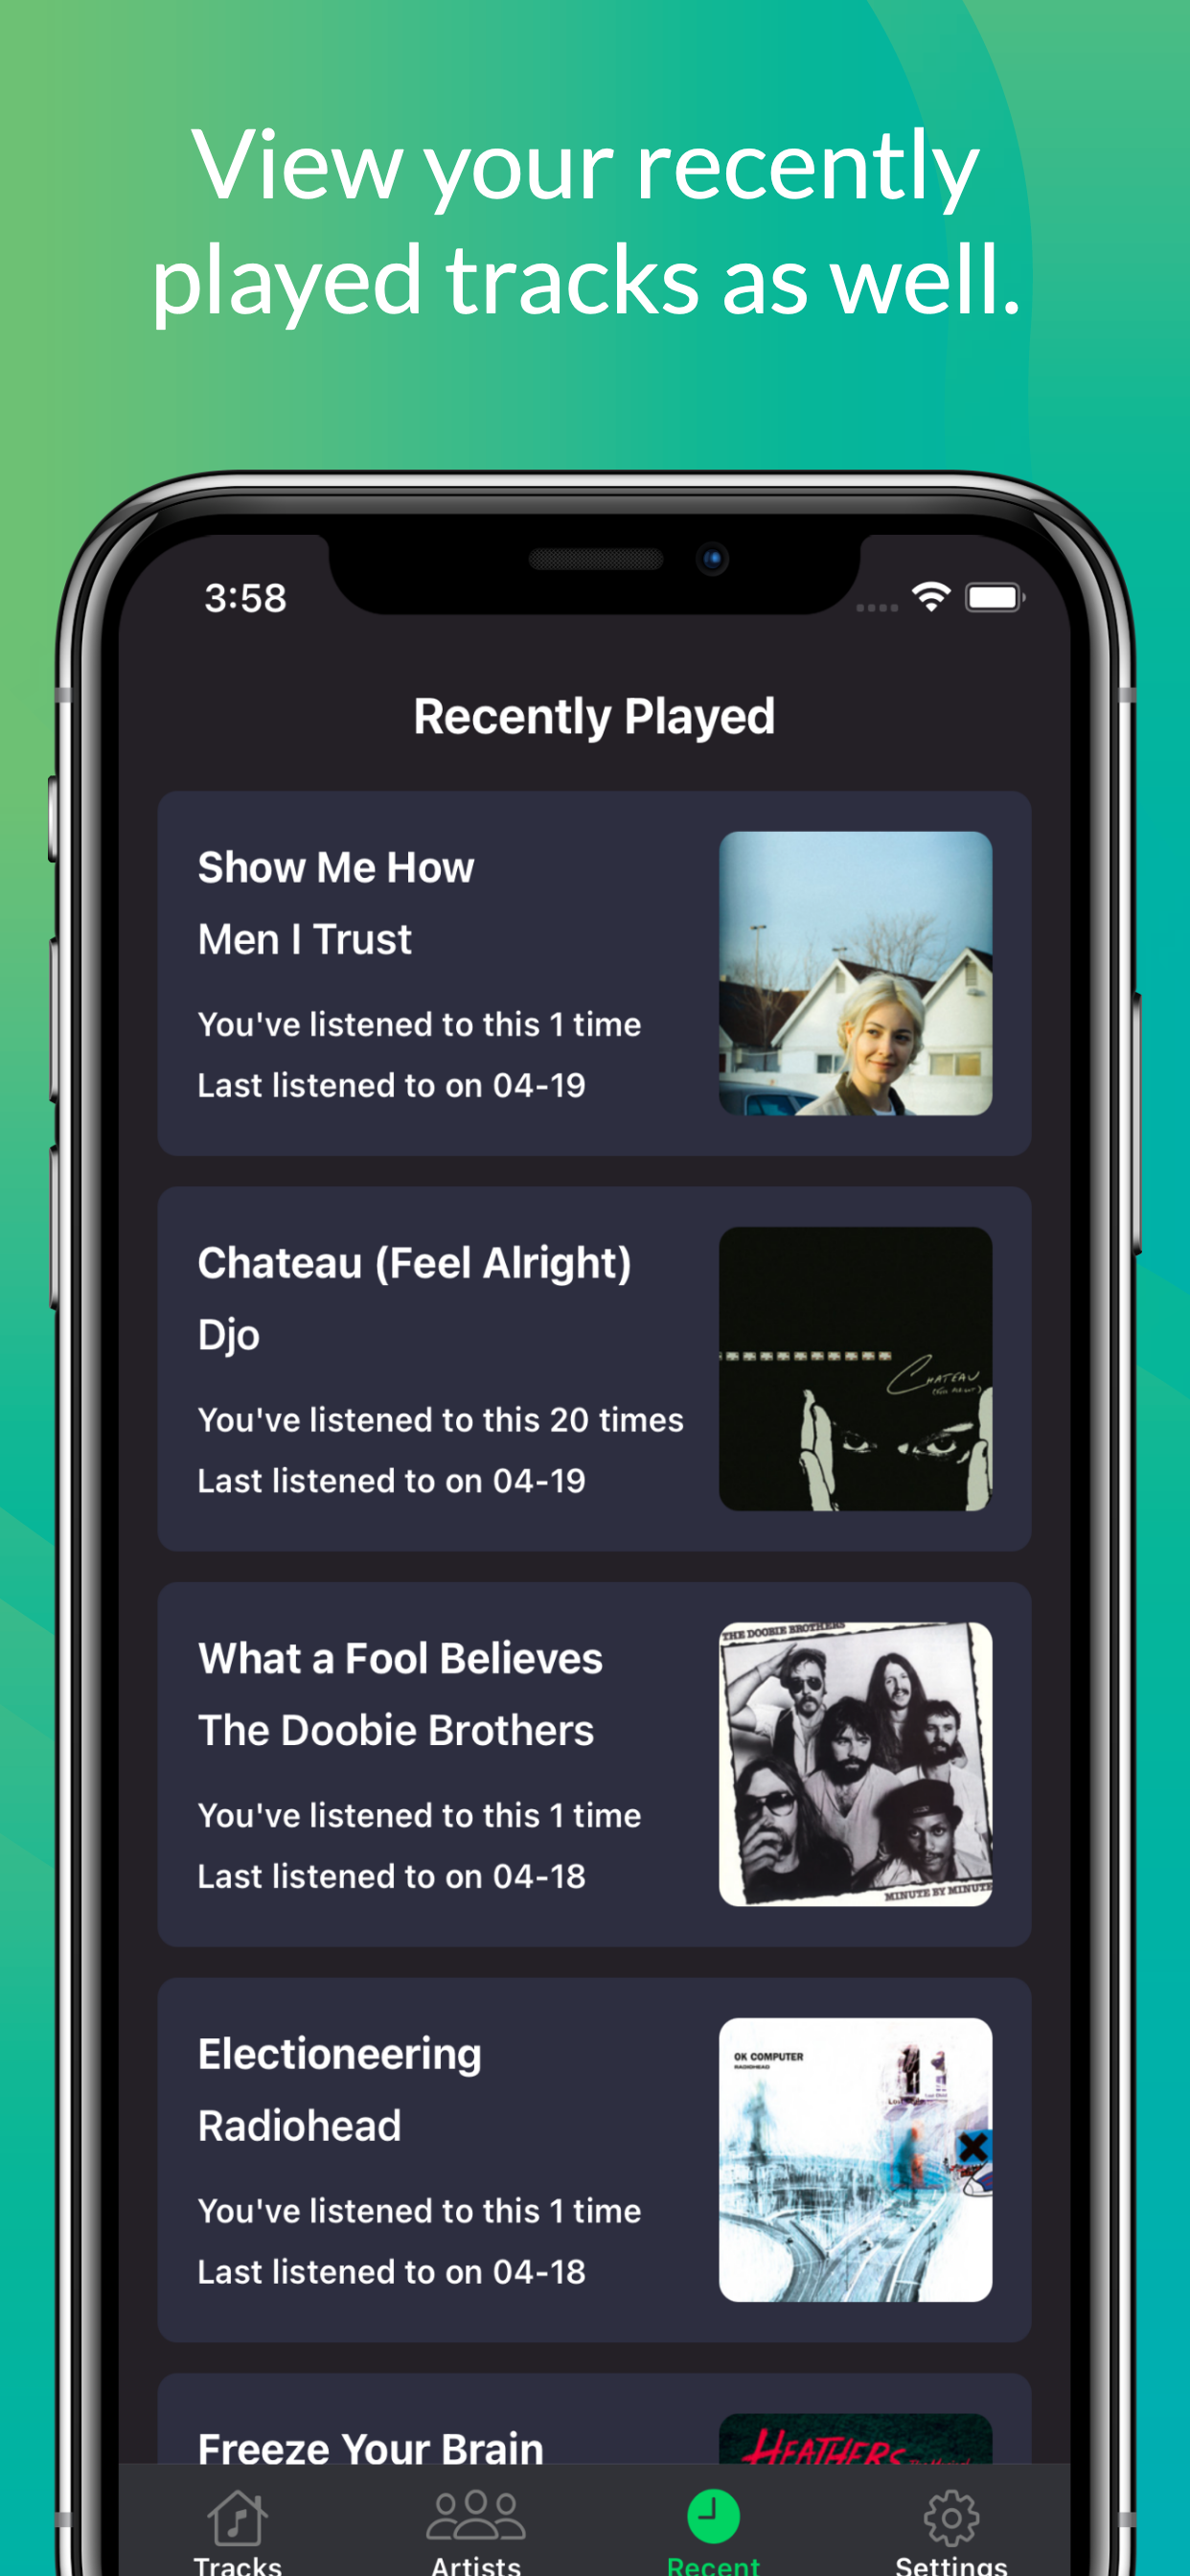 View your recently
played tracks as well.
3:58
Recently Played
Show Me How
Men I Trust
You've listened to this 1 time
Last listened to on 04-19
Chateau (Feel Alright)
Djo
You've listened to this 20 times
Last listened to on 04-19
CHATEAU
(FEEL ALRIGHT)
What a Fool Believes
The Doobie Brothers
You've listened to this 1 time
Last listened to on 04-18
THE DOOBIE BROTHERS
MINUTE BY MINUTE
Electioneering
Radiohead
You've listened to this 1 time
Last listened to on 04-18
OK COMPUTER
RADIOHEAD
Freeze Your Brain
HEATHERS
Tracks
Artists
Recent
Settings